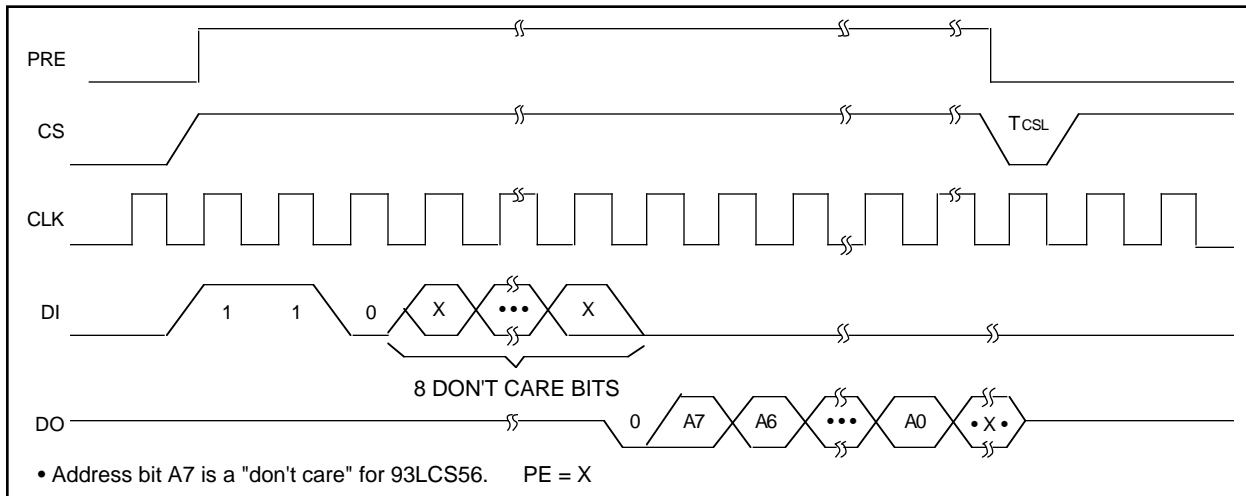 PRE
CS
TCSL
CLK
DI 1 1 0 X ••• X
8 DON'T CARE BITS
DO 0 A7 A6 ••• A0 • X •
• Address bit A7 is a "don't care" for 93LCS56. PE = X